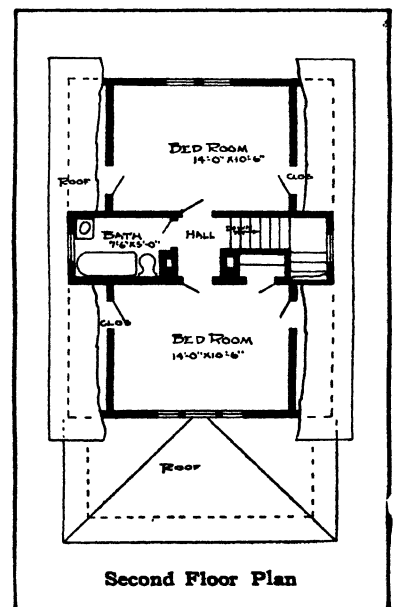 BED ROOM
14'-0"X10'-6"
ROOF
CLOS
BATH
7'6"X5'-0"
HALL
DOWN
CLOS
BED ROOM
14'-0"X10'-6"
ROOF
Second Floor Plan